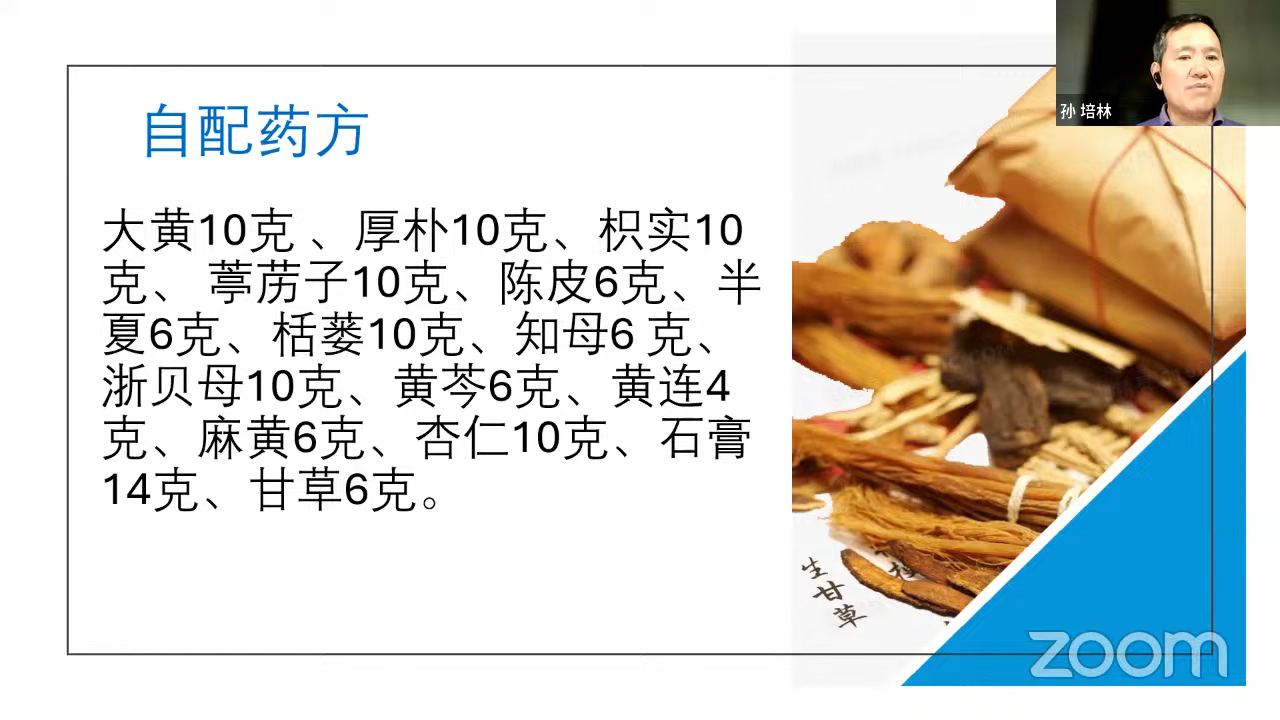 自配药方
大黄10克 、厚朴10克、枳实10
克、 葶苈子10克、陈皮6克、半
夏6克、栝蒌10克、知母6 克、
浙贝母10克、黄芩6克、黄连4
克、麻黄6克、杏仁10克、石膏
14克、甘草6克。
孙 培林
生甘草
zoom